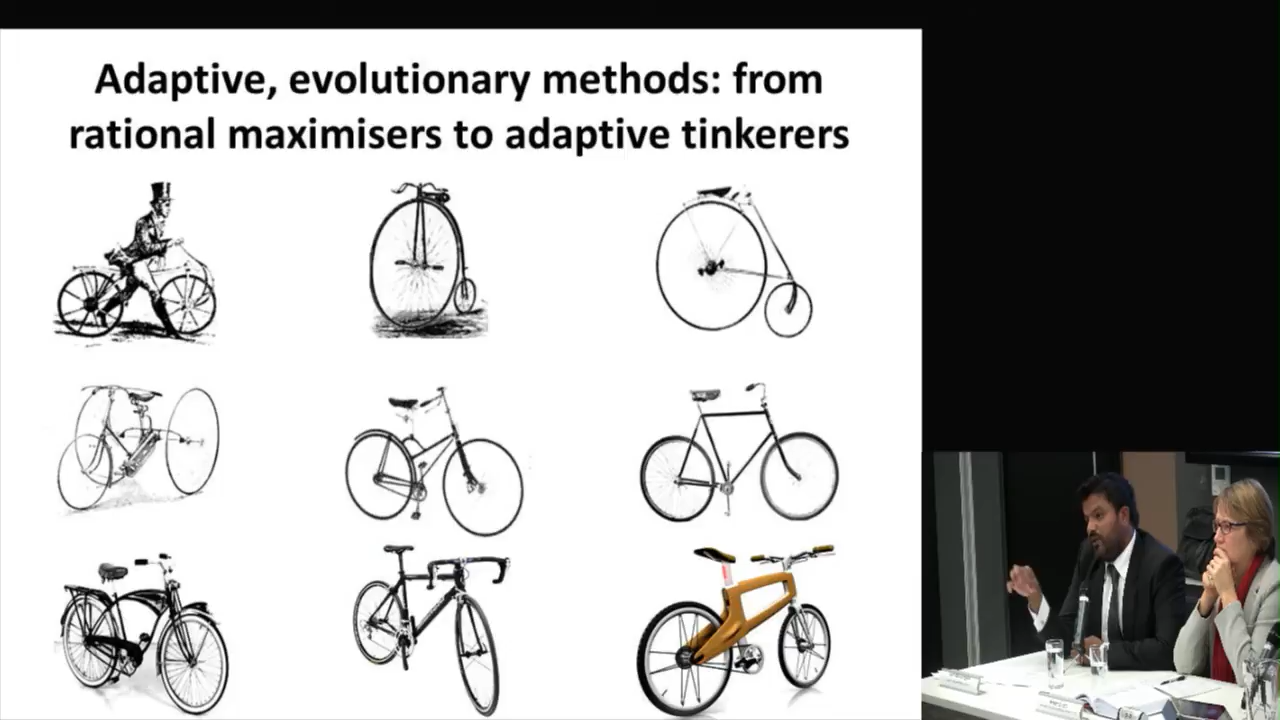 Adaptive, evolutionary methods: from
rational maximisers to adaptive tinkerers